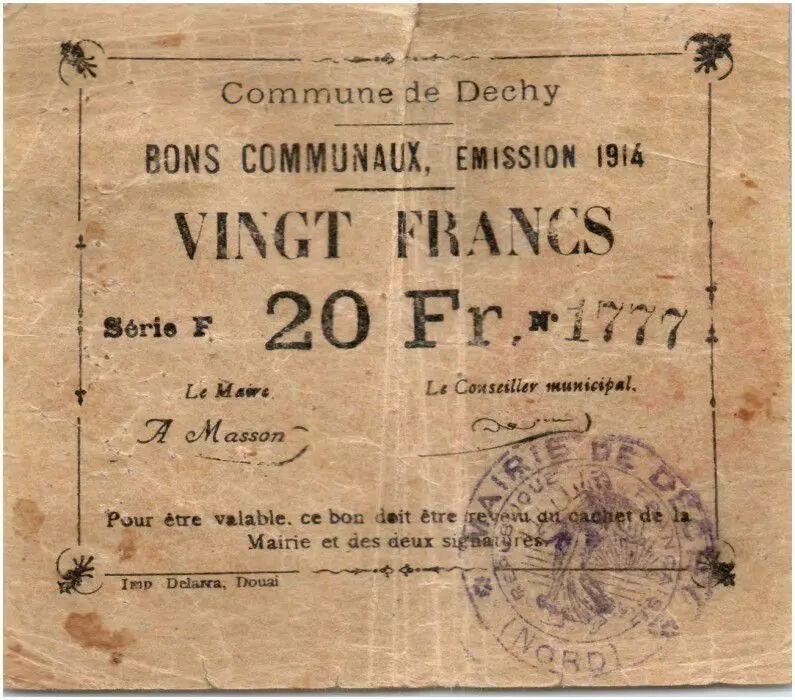 Commune de Dechy
BONS COMMUNAUX, EMISSION 1914
VINGT FRANCS
Série F 20 Fr. N° 1777
Le Maire Le Conseiller municipal.
A Masson
Pour être valable, ce bon doit être revêtu du cachet de la
Mairie et des deux signatures.
Imp Delarra, Douai
MAIRIE DE DECHY
REPUBLIQUE FRANÇAISE
(NORD)